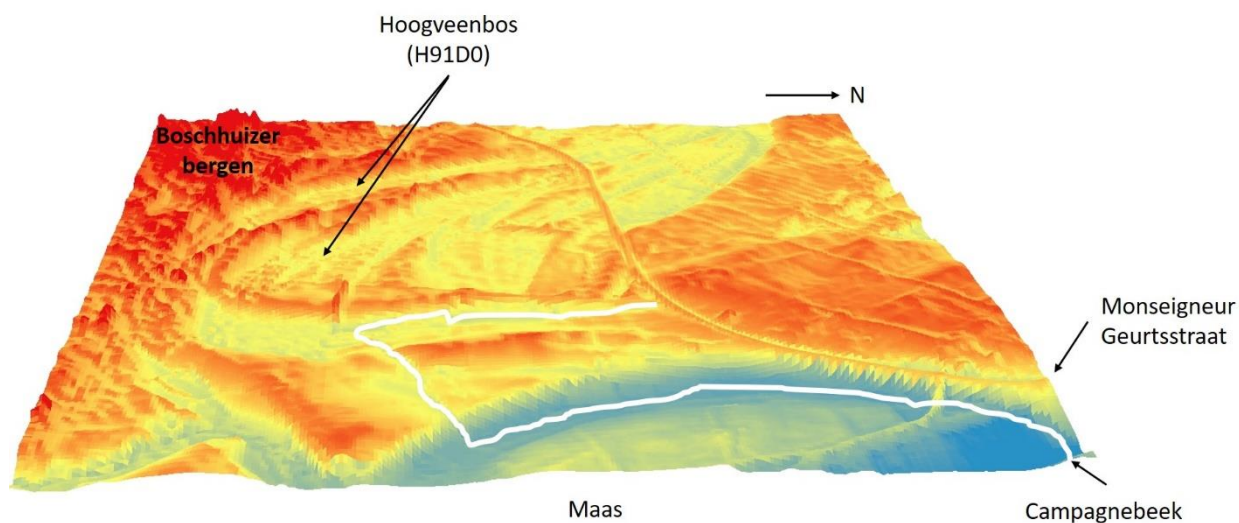 Hoogveenbos
(H91D0)
N
Boschhuizer
bergen
Monseigneur
Geurtsstraat
Maas
Campagnebeek